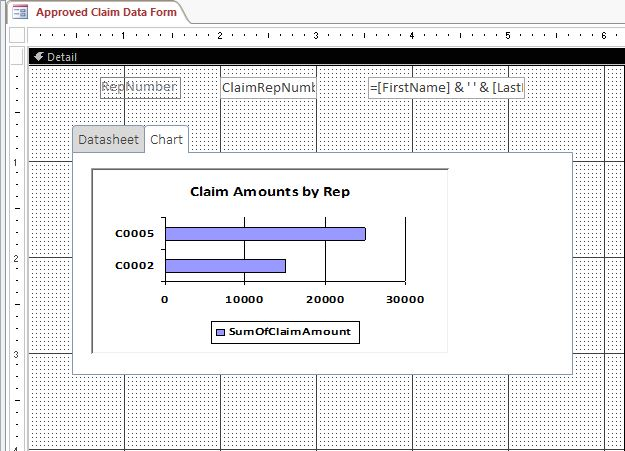 Approved Claim Data Form
1 2 3 4 5 6
Detail
RepNumber ClaimRepNumb =[FirstName] & ' ' & [Last
Datasheet Chart
1
Claim Amounts by Rep
C0005
2
C0002
0 10000 20000 30000
SumOfClaimAmount
3
4